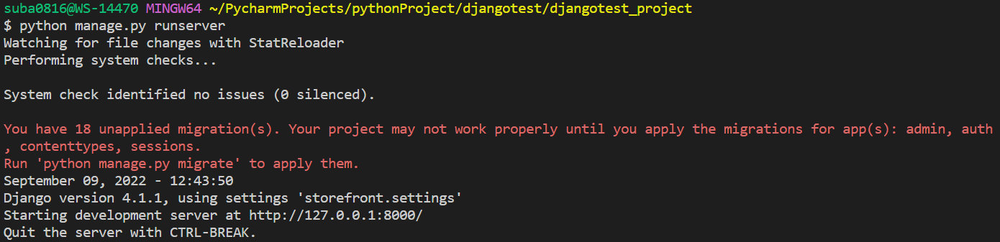 suba0816@WS-14470 MINGW64 ~/PycharmProjects/pythonProject/djangotest/djangotest_project
$ python manage.py runserver
Watching for file changes with StatReloader
Performing system checks...
System check identified no issues (0 silenced).
You have 18 unapplied migration(s). Your project may not work properly until you apply the migrations for app(s): admin, auth
, contenttypes, sessions.
Run 'python manage.py migrate' to apply them.
September 09, 2022 - 12:43:50
Django version 4.1.1, using settings 'storefront.settings'
Starting development server at http://127.0.0.1:8000/
Quit the server with CTRL-BREAK.